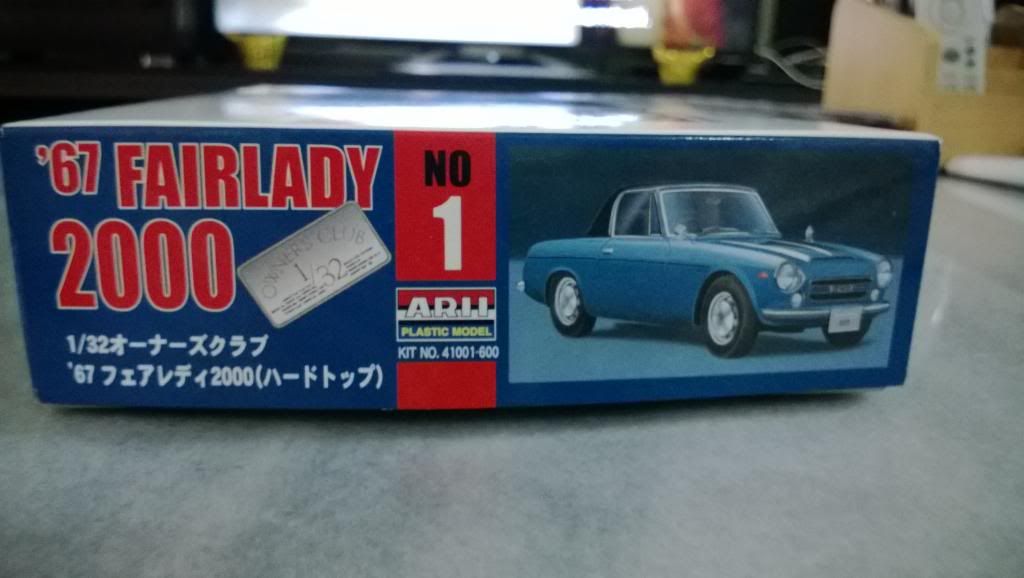 '67 FAIRLADY
2000
OWNER'S CLUB
1/32
1/32オーナーズクラブ
'67 フェアレディ2000(ハードトップ)
NO
1
ARII
PLASTIC MODEL
KIT NO. 41001-600